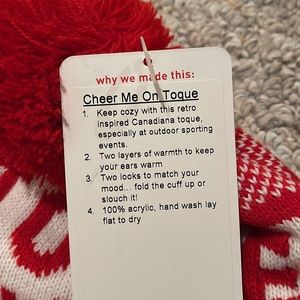 why we made this:
Cheer Me On Toque
1. Keep cozy with this retro
inspired Canadiana toque,
especially at outdoor sporting
events.
2. Two layers of warmth to keep
your ears warm
3. Two looks to match your
mood... fold the cuff up or
slouch it!
4. 100% acrylic, hand wash lay
flat to dry